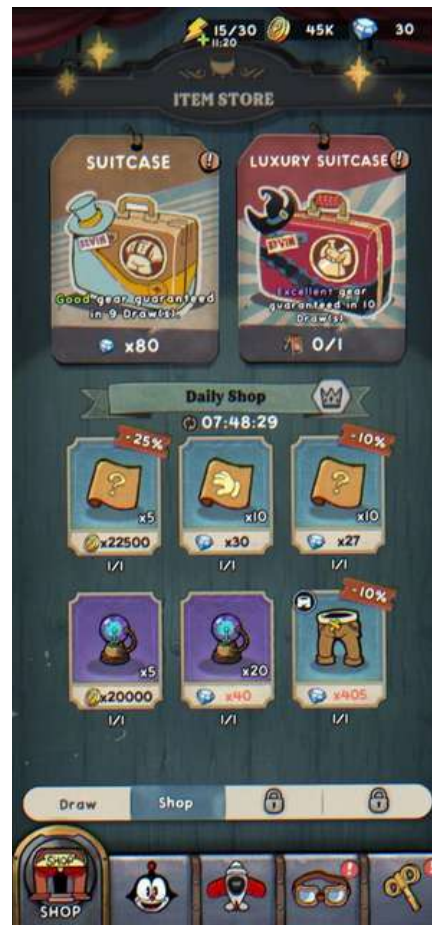 15/30 45K 30
11:20
ITEM STORE
SUITCASE
Good gear guaranteed
in 9 Draw(s).
x80
LUXURY SUITCASE
Excellent gear
guaranteed in 10
Draw(s)
0/1
Daily Shop
07:48:29
-25%
x5
x22500
1/1
x10
x30
1/1
-10%
x10
x27
1/1
x5
x20000
1/1
x20
x40
1/1
-10%
x405
1/1
Draw Shop
SHOP
SHOP